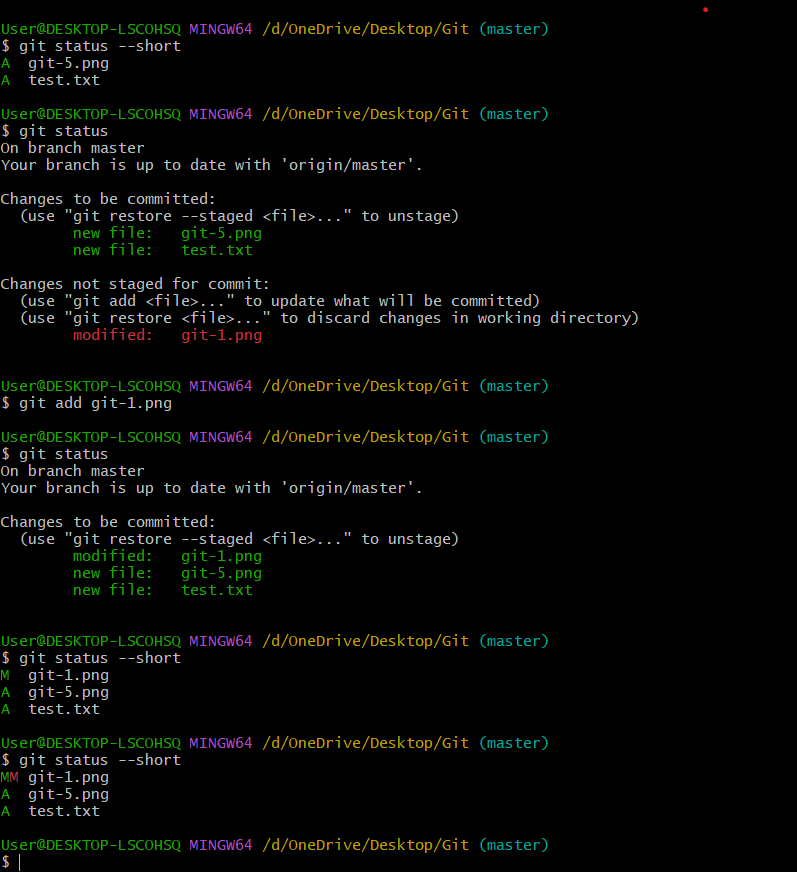 User@DESKTOP-LSCOHSQ MINGW64 /d/OneDrive/Desktop/Git (master)
$ git status --short
A  git-5.png
A  test.txt

User@DESKTOP-LSCOHSQ MINGW64 /d/OneDrive/Desktop/Git (master)
$ git status
On branch master
Your branch is up to date with 'origin/master'.

Changes to be committed:
  (use "git restore --staged <file>..." to unstage)
        new file:   git-5.png
        new file:   test.txt

Changes not staged for commit:
  (use "git add <file>..." to update what will be committed)
  (use "git restore <file>..." to discard changes in working directory)
        modified:   git-1.png


User@DESKTOP-LSCOHSQ MINGW64 /d/OneDrive/Desktop/Git (master)
$ git add git-1.png

User@DESKTOP-LSCOHSQ MINGW64 /d/OneDrive/Desktop/Git (master)
$ git status
On branch master
Your branch is up to date with 'origin/master'.

Changes to be committed:
  (use "git restore --staged <file>..." to unstage)
        modified:   git-1.png
        new file:   git-5.png
        new file:   test.txt


User@DESKTOP-LSCOHSQ MINGW64 /d/OneDrive/Desktop/Git (master)
$ git status --short
M  git-1.png
A  git-5.png
A  test.txt

User@DESKTOP-LSCOHSQ MINGW64 /d/OneDrive/Desktop/Git (master)
$ git status --short
MM git-1.png
A  git-5.png
A  test.txt

User@DESKTOP-LSCOHSQ MINGW64 /d/OneDrive/Desktop/Git (master)
$